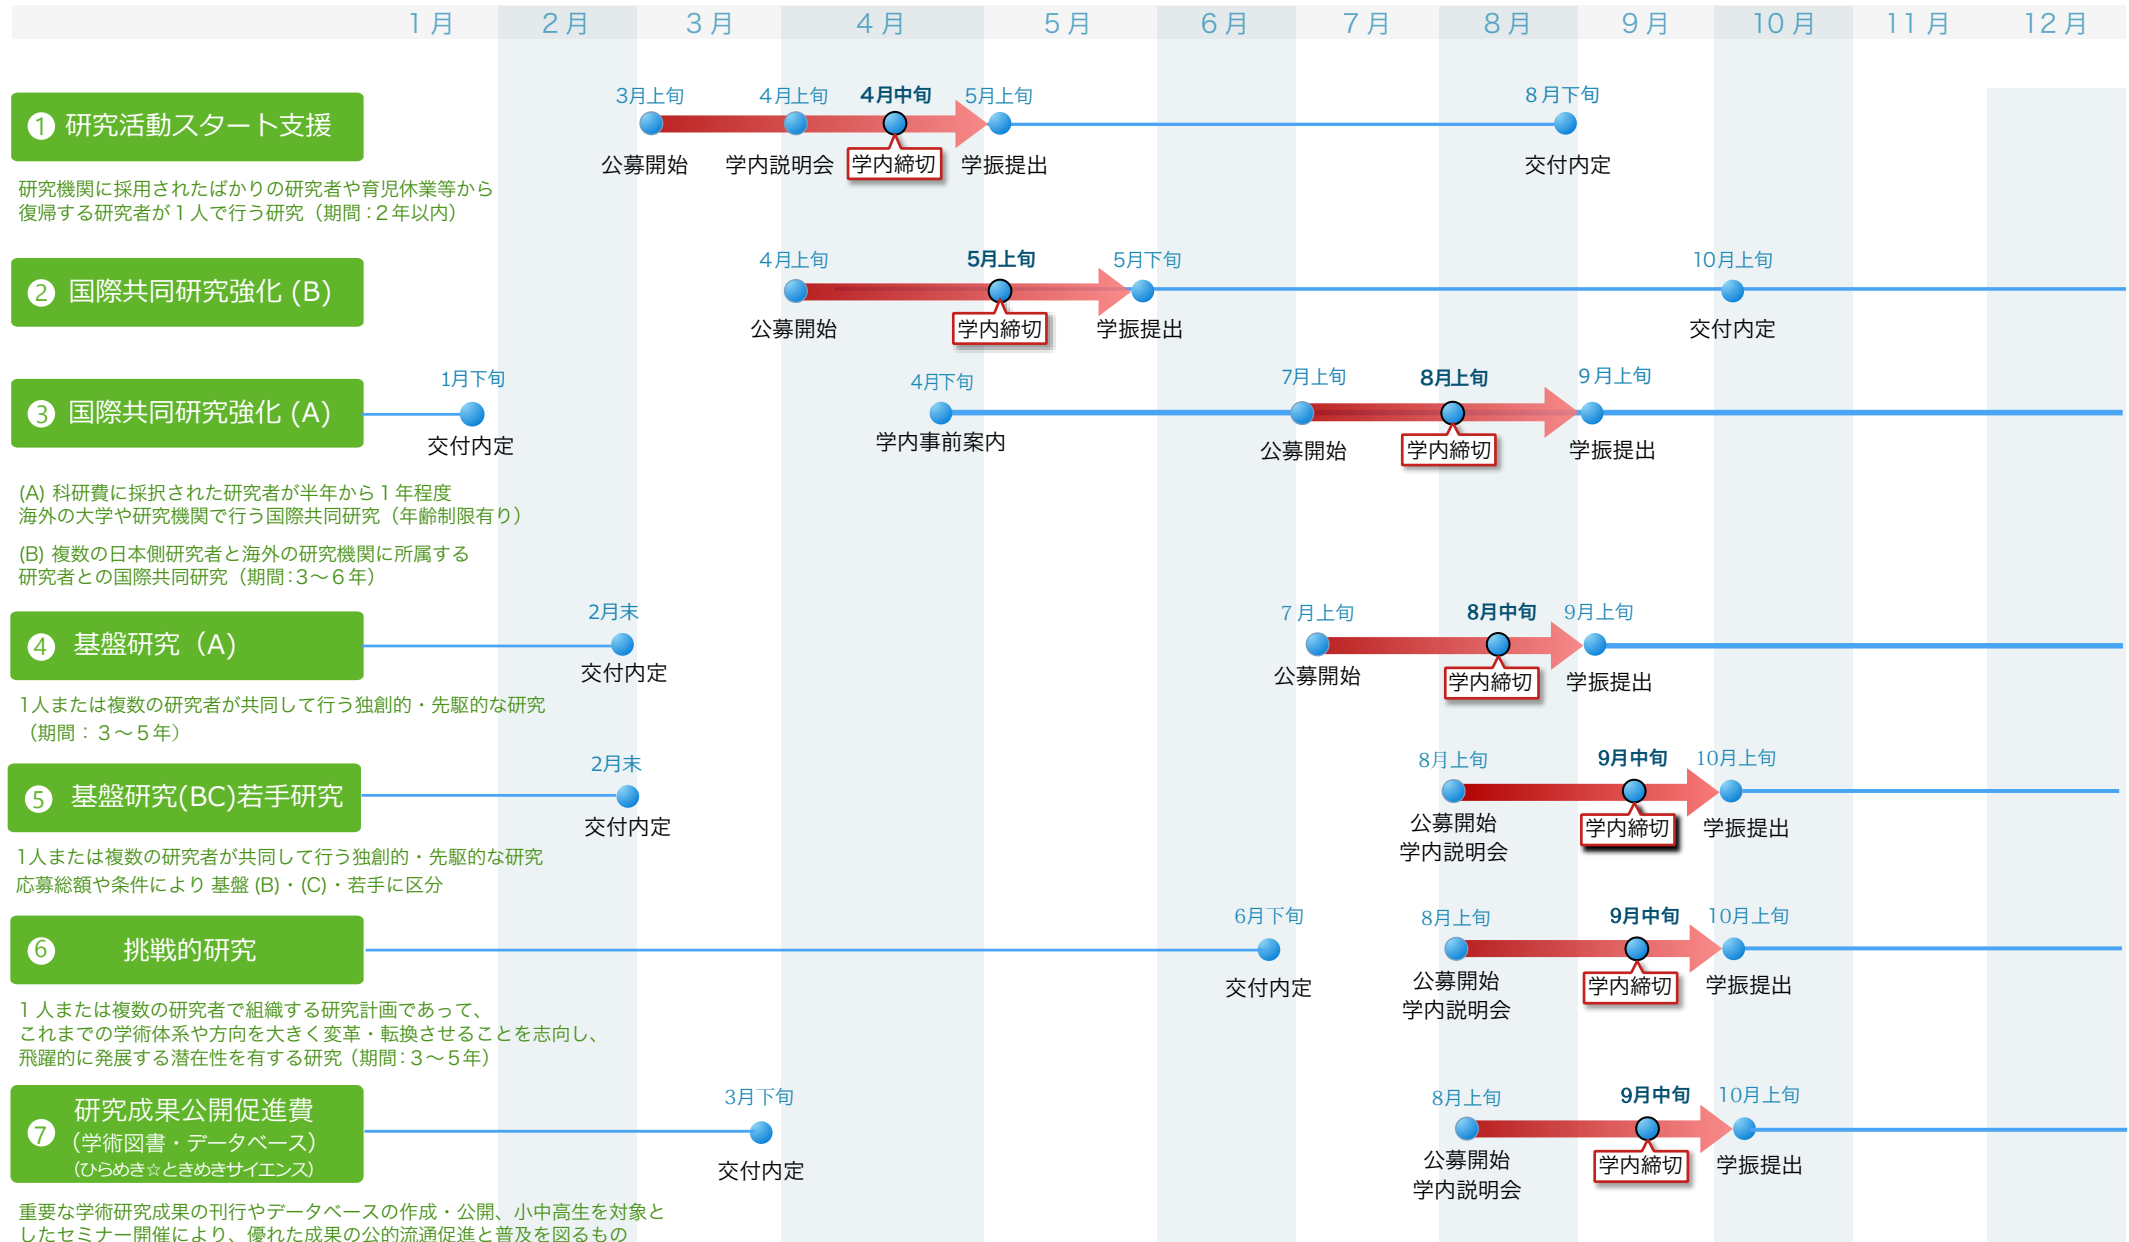 1月 2月 3月 4月 5月 6月 7月 8月 9月 10月 11月 12月
3月上旬 4月上旬 4月中旬 5月上旬 8月下旬
① 研究活動スタート支援
公募開始 学内説明会 学内締切 学振提出 交付内定
研究機関に採用されたばかりの研究者や育児休業等から
復帰する研究者が1人で行う研究（期間：2年以内）
4月上旬 5月上旬 5月下旬 10月上旬
② 国際共同研究強化 (B)
公募開始 学内締切 学振提出 交付内定
1月下旬 4月下旬 7月上旬 8月上旬 9月上旬
③ 国際共同研究強化 (A)
交付内定 学内事前案内 公募開始 学内締切 学振提出
(A) 科研費に採択された研究者が半年から1年程度
海外の大学や研究機関で行う国際共同研究（年齢制限有り）
(B) 複数の日本側研究者と海外の研究機関に所属する
研究者との国際共同研究（期間：3～6年）
2月末 7月上旬 8月中旬 9月上旬
④ 基盤研究（A）
交付内定 公募開始 学内締切 学振提出
1人または複数の研究者が共同して行う独創的・先駆的な研究
（期間：3～5年）
2月末 8月上旬 9月中旬 10月上旬
⑤ 基盤研究(BC)若手研究
交付内定 公募開始 学内締切 学振提出
学内説明会
1人または複数の研究者が共同して行う独創的・先駆的な研究
応募総額や条件により 基盤 (B)・(C)・若手に区分
6月下旬 8月上旬 9月中旬 10月上旬
⑥ 挑戦的研究
交付内定 公募開始 学内締切 学振提出
学内説明会
1人または複数の研究者で組織する研究計画であって、
これまでの学術体系や方向を大きく変革・転換させることを志向し、
飛躍的に発展する潜在性を有する研究（期間：3～5年）
3月下旬 8月上旬 9月中旬 10月上旬
⑦ 研究成果公開促進費
（学術図書・データベース）
（ひらめき☆ときめきサイエンス）
交付内定 公募開始 学内締切 学振提出
学内説明会
重要な学術研究成果の刊行やデータベースの作成・公開、小中高生を対象と
したセミナー開催により、優れた成果の公的流通促進と普及を図るもの